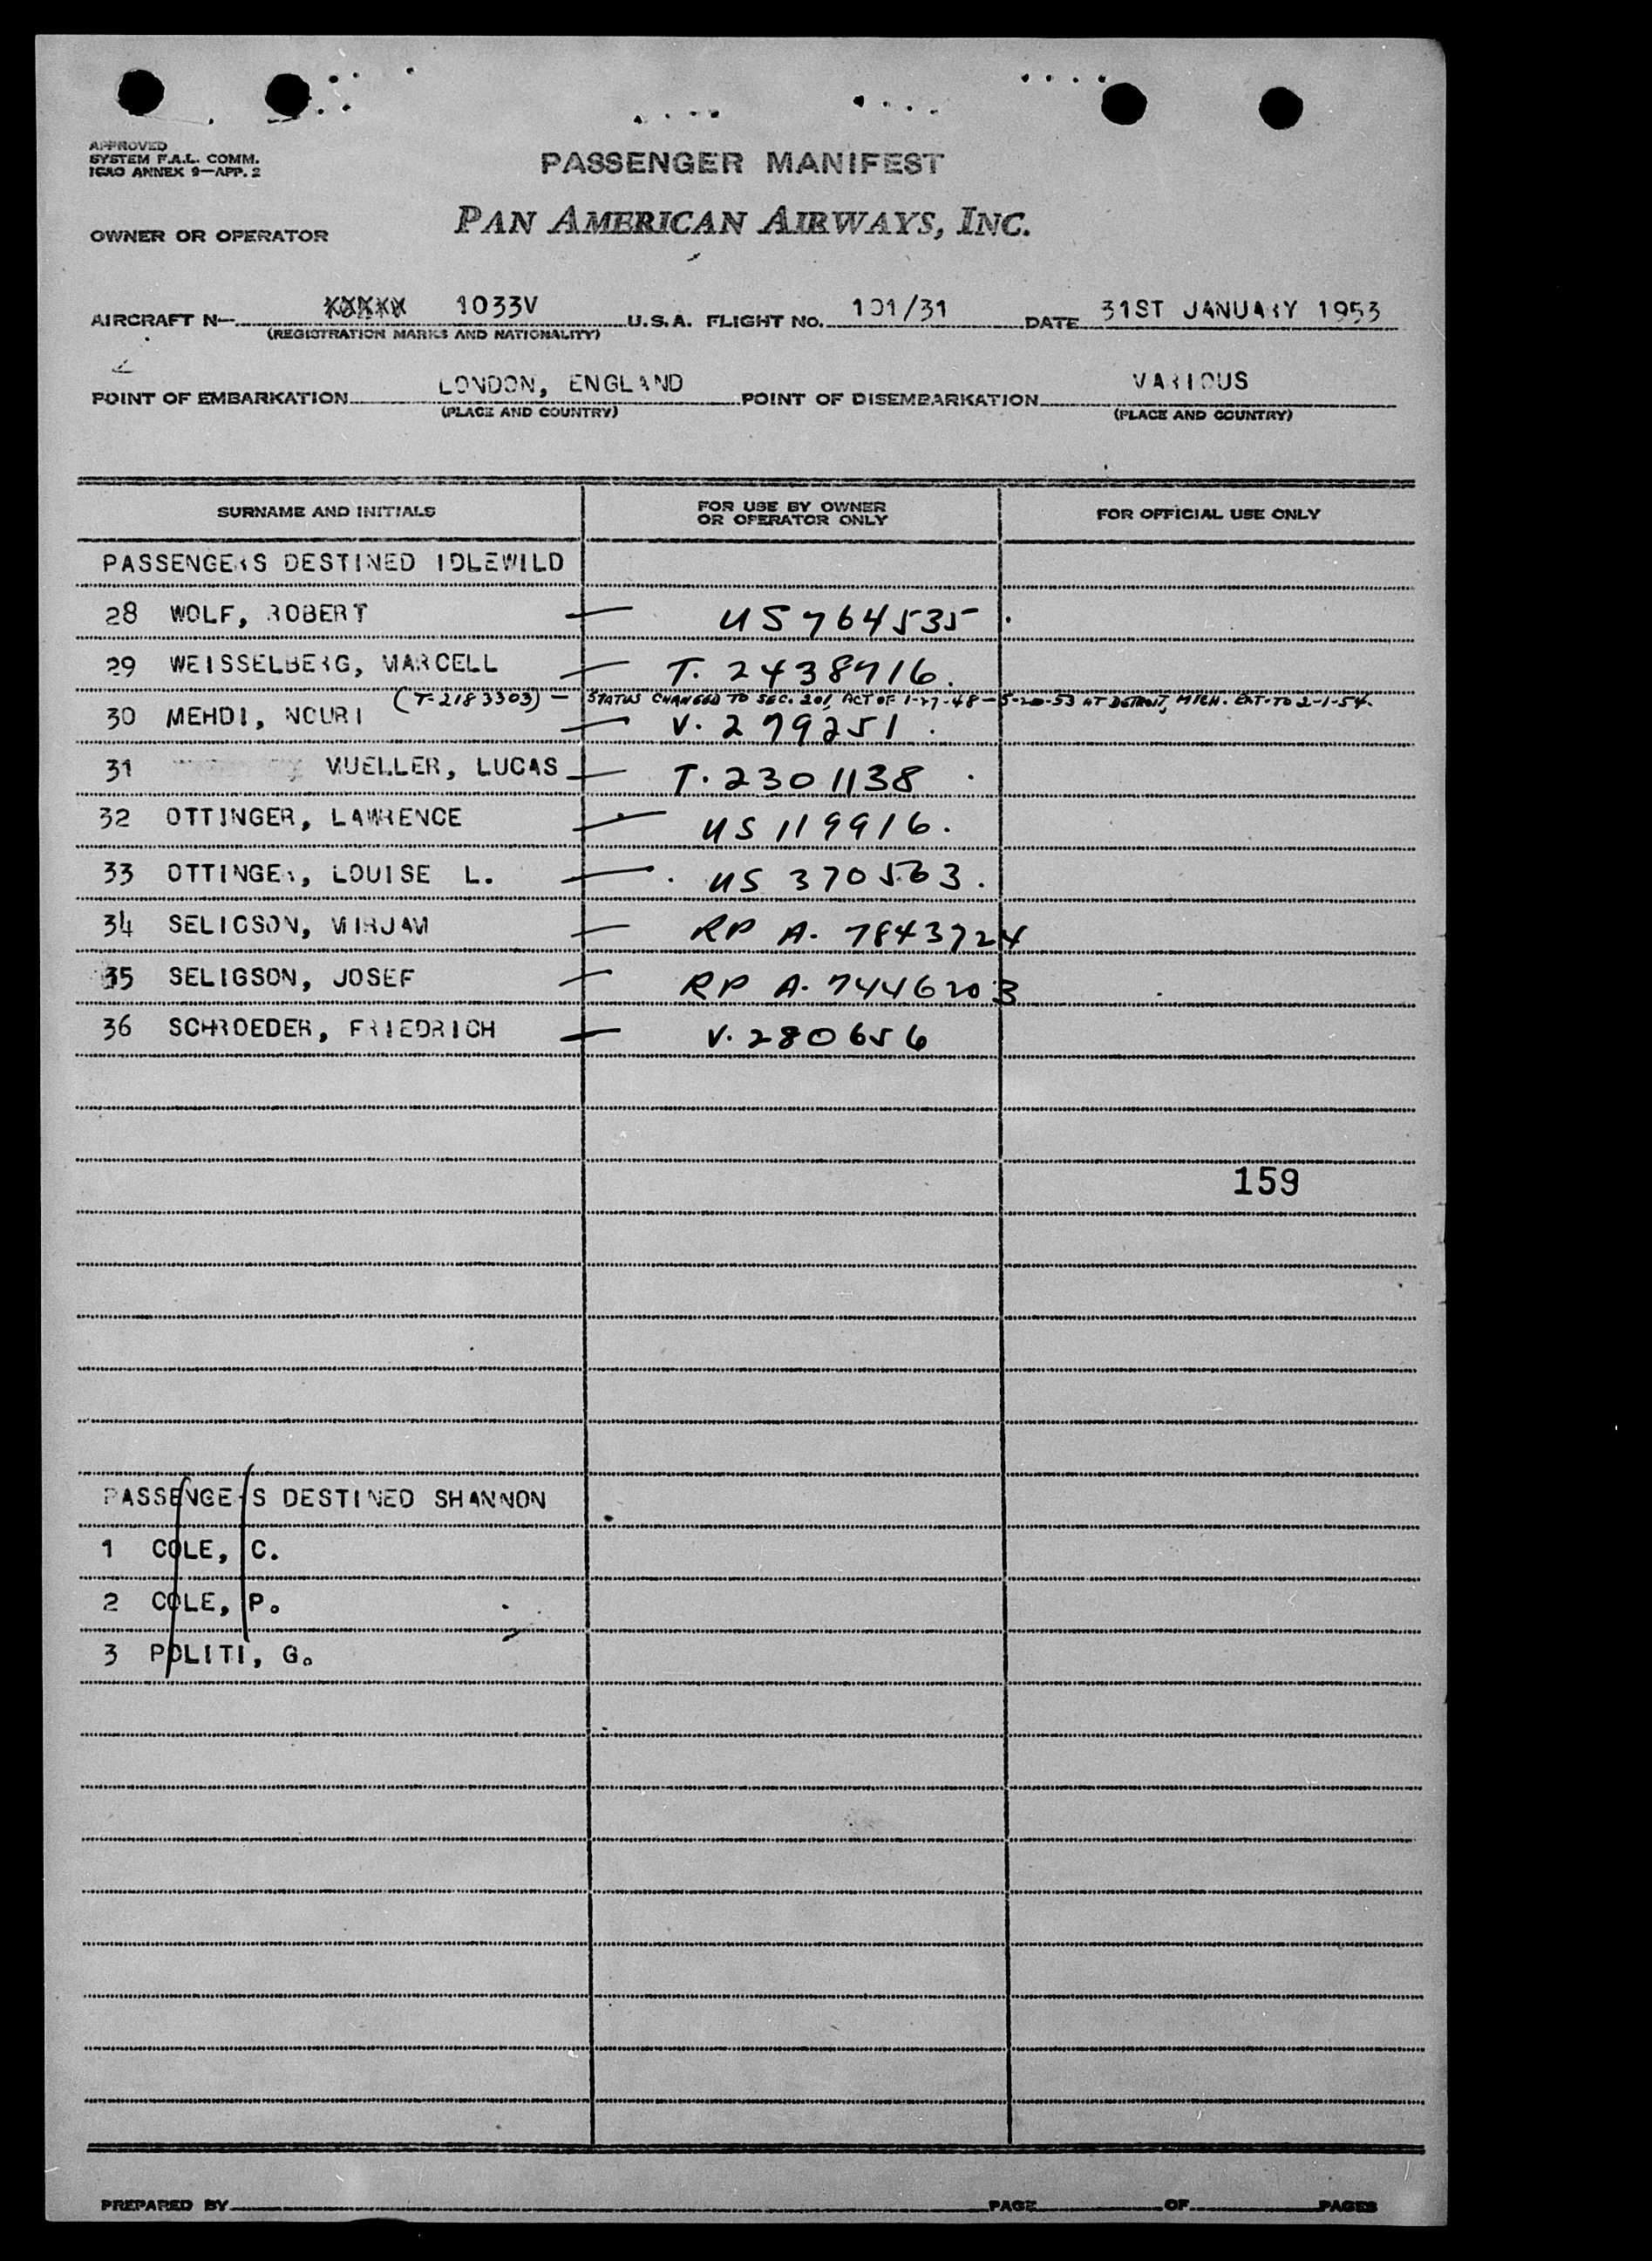 APPROVED
SYSTEM F.A.L. COMM.
ICAO ANNEX 9—APP. 2
PASSENGER MANIFEST
OWNER OR OPERATOR PAN AMERICAN AIRWAYS, INC.
AIRCRAFT N— 1033V U.S.A. FLIGHT No. 101/31 DATE 31ST JANUARY 1953
(REGISTRATION MARKS AND NATIONALITY)
POINT OF EMBARKATION LONDON, ENGLAND POINT OF DISEMBARKATION VARIOUS
(PLACE AND COUNTRY) (PLACE AND COUNTRY)
SURNAME AND INITIALS FOR USE BY OWNER OR OPERATOR ONLY FOR OFFICIAL USE ONLY
PASSENGERS DESTINED IDLEWILD
28 WOLF, ROBERT — US 764535
29 WEISSELBERG, MARCELL — T. 2438716.
(T-2183303) — STATUS CHANGED TO SEC. 201, ACT OF 1-27-48 — 5-20-53 AT DETROIT, MICH. EXT. TO 2-1-54.
30 MEHDI, NOURI — V. 279251.
31 MUELLER, LUCAS — T. 2301138
32 OTTINGER, LAWRENCE — US 119916.
33 OTTINGER, LOUISE L. — US 370563.
34 SELIGSON, MIRJAM — RP A. 7843724
35 SELIGSON, JOSEF — RP A. 7446203
36 SCHROEDER, FRIEDRICH — V. 280656
159
PASSENGERS DESTINED SHANNON
1 COLE, C.
2 COLE, P.
3 POLITI, G.
PREPARED BY PAGE OF PAGES